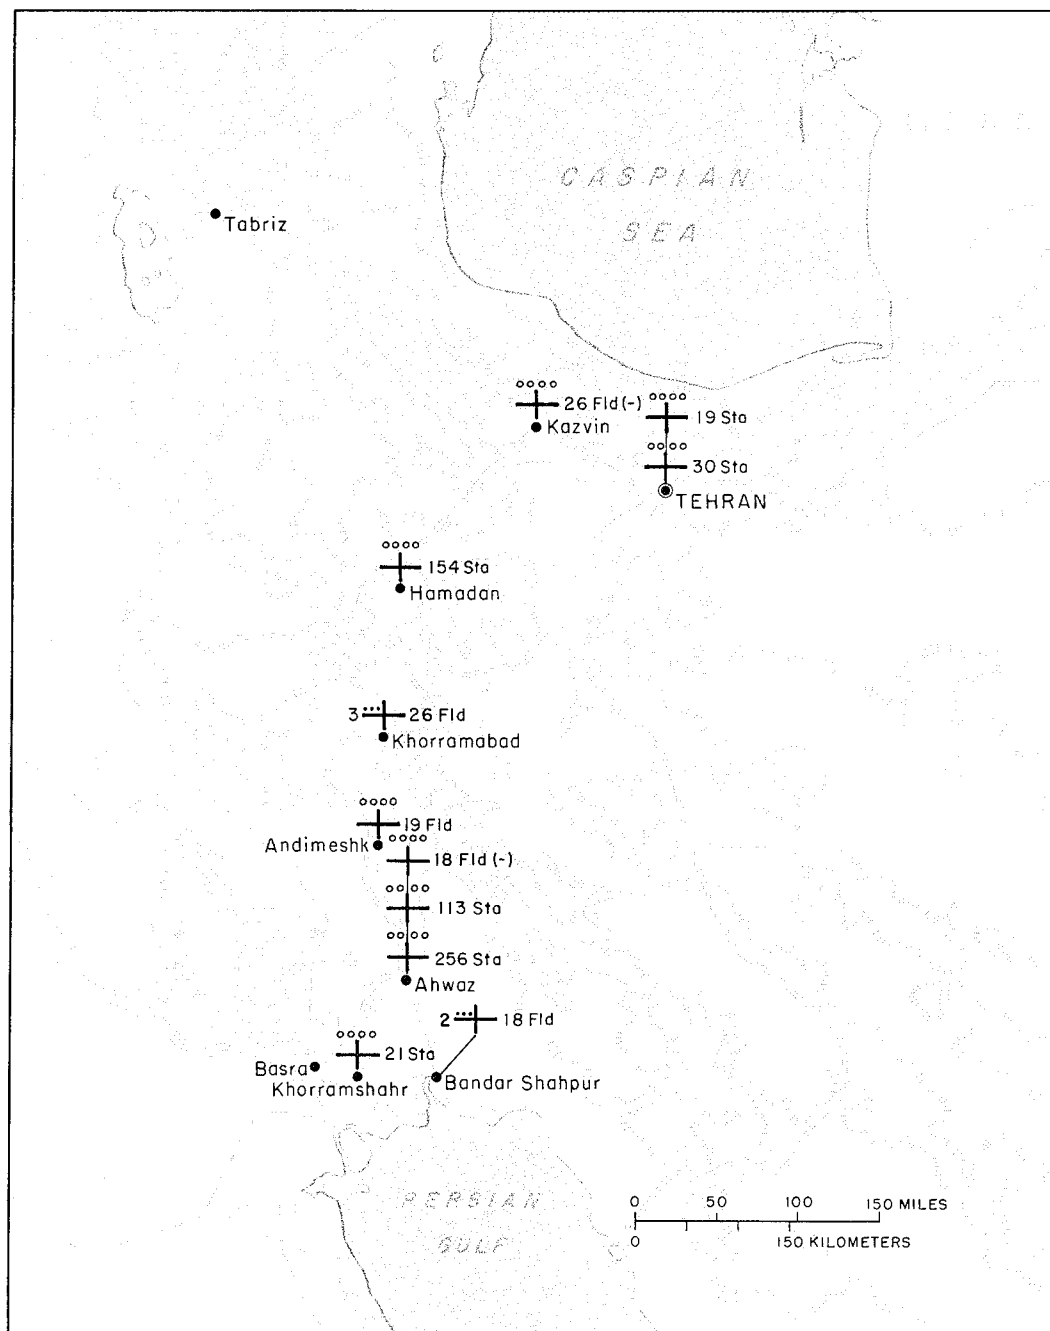 CASPIAN
SEA
Tabriz
26 Fld (-)
Kazvin
19 Sta
30 Sta
TEHRAN
154 Sta
Hamadan
3 26 Fld
Khorramabad
19 Fld
Andimeshk
18 Fld (-)
113 Sta
256 Sta
Ahwaz
2 18 Fld
21 Sta
Basra
Khorramshahr
Bandar Shahpur
PERSIAN
GULF
0 50 100 150 MILES
0 150 KILOMETERS